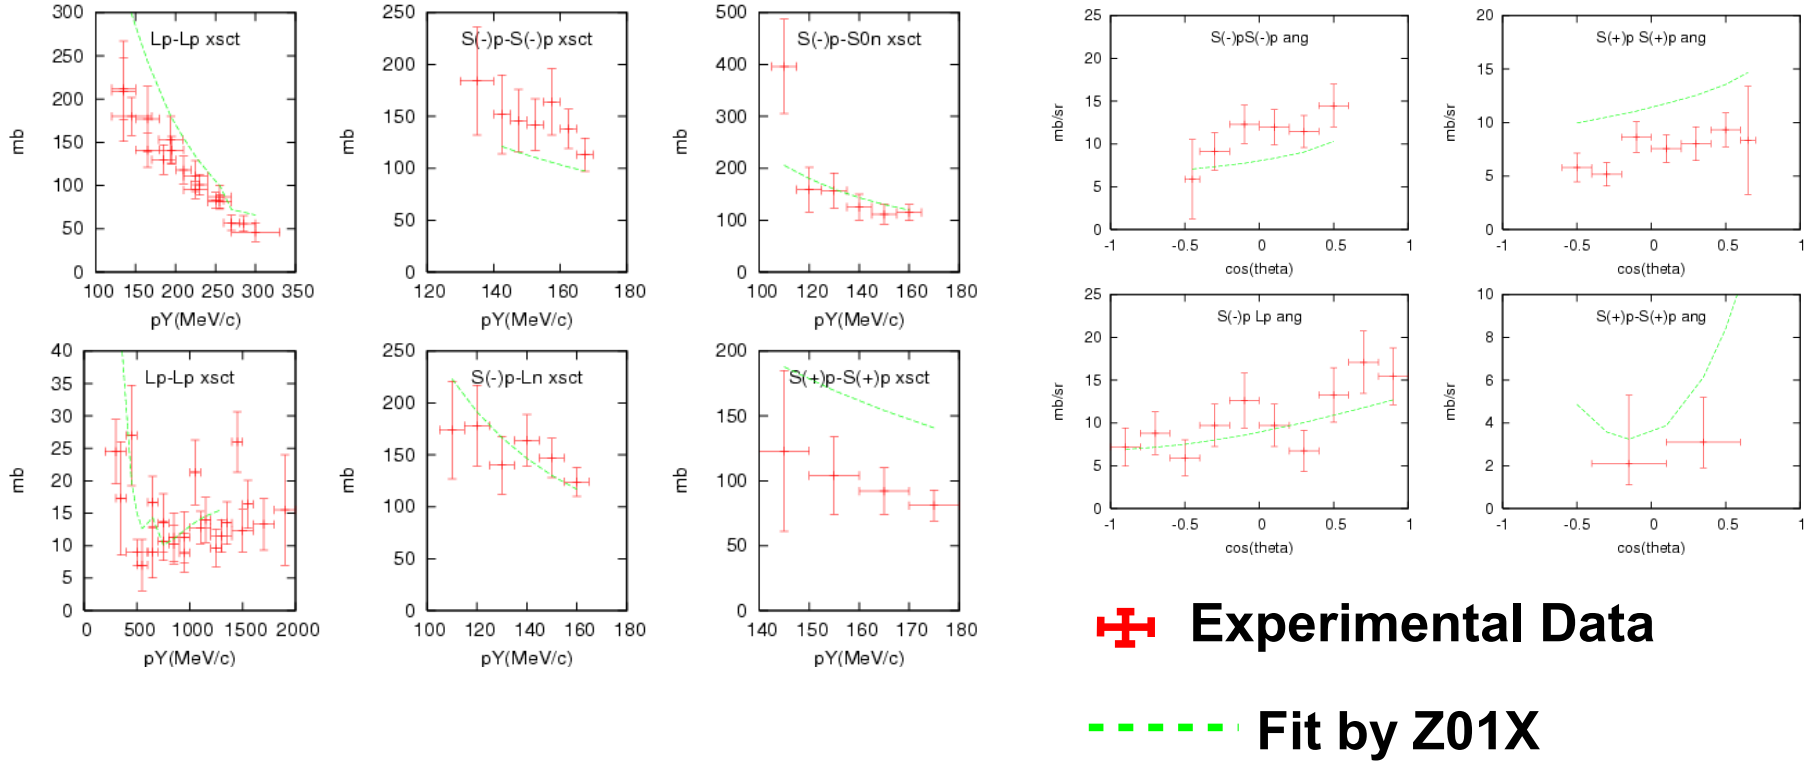 Lp-Lp xsct
mb
300
250
200
150
100
50
0
100 150 200 250 300 350
pY(MeV/c)
S(-)p-S(-)p xsct
mb
250
200
150
100
50
0
120 140 160 180
pY(MeV/c)
S(-)p-S0n xsct
mb
500
400
300
200
100
0
100 110 120 130 140 150 160 170 180
pY(MeV/c)
S(-)pS(-)p ang
mb/sr
25
20
15
10
5
0
-1 -0.5 0 0.5 1
cos(theta)
S(+)p S(+)p ang
mb/sr
20
15
10
5
0
-1 -0.5 0 0.5 1
cos(theta)
Lp-Lp xsct
mb
40
35
30
25
20
15
10
5
0
0 500 1000 1500 2000
pY(MeV/c)
S(-)p-Ln xsct
mb
250
200
150
100
50
0
100 120 140 160 180
pY(MeV/c)
S(+)p-S(+)p xsct
mb
200
150
100
50
0
140 150 160 170 180
pY(MeV/c)
S(-)p Lp ang
mb/sr
25
20
15
10
5
0
-1 -0.5 0 0.5 1
cos(theta)
S(+)p-S(+)p ang
mb/sr
10
8
6
4
2
0
-1 -0.5 0 0.5 1
cos(theta)
Experimental Data
Fit by Z01X